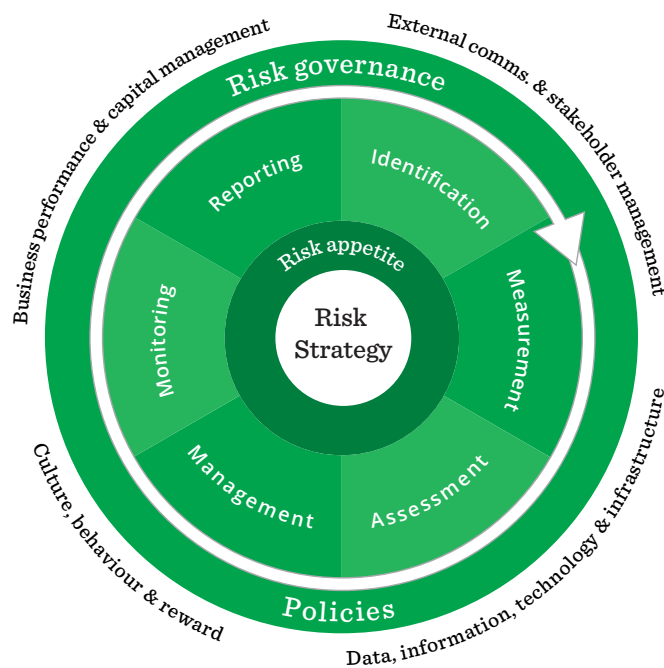 Business performance & capital management
External comms. & stakeholder management
Risk governance
Reporting
Identification
Risk appetite
Risk
Strategy
Monitoring
Measurement
Management
Assessment
Policies
Culture, behaviour & reward
Data, information, technology & infrastructure